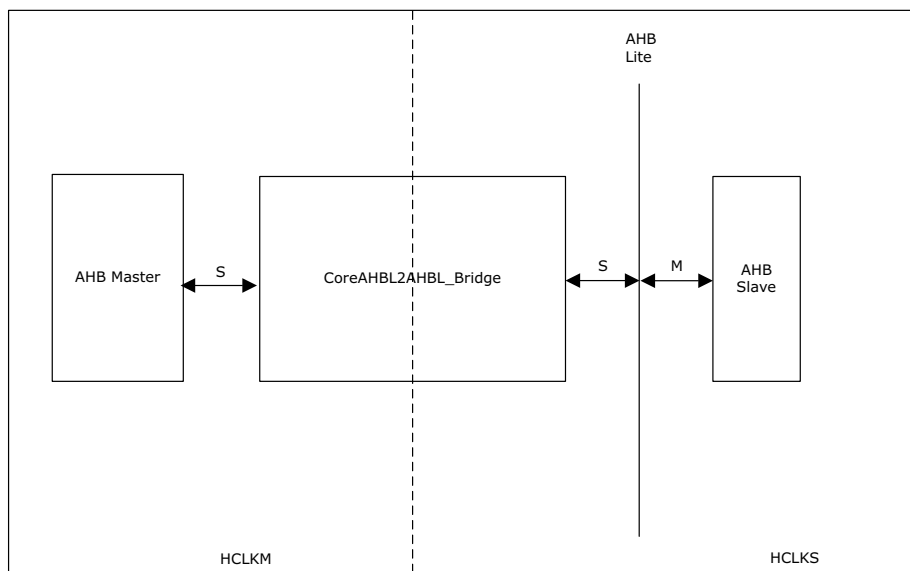 AHB
Lite
AHB Master
S
CoreAHBL2AHBL_Bridge
S
M
AHB
Slave
HCLKM
HCLKS